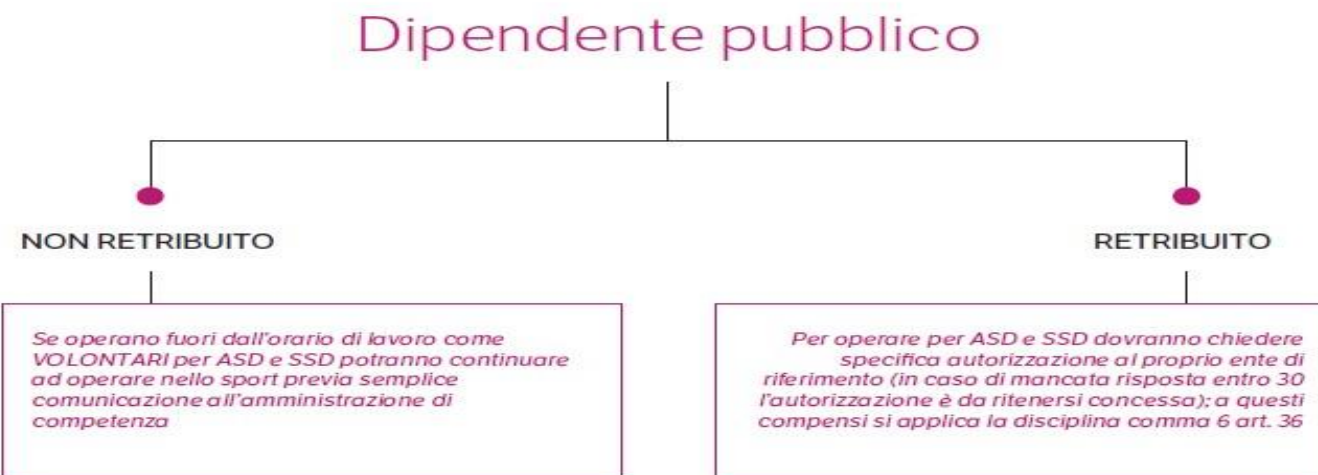 Dipendente pubblico
NON RETRIBUITO
Se operano fuori dall'orario di lavoro come
VOLONTARI per ASD e SSD potranno continuare
ad operare nello sport previa semplice
comunicazione all'amministrazione di
competenza
RETRIBUITO
Per operare per ASD e SSD dovranno chiedere
specifica autorizzazione al proprio ente di
riferimento (in caso di mancata risposta entro 30
l'autorizzazione è da ritenersi concessa); a questi
compensi si applica la disciplina comma 6 art. 36